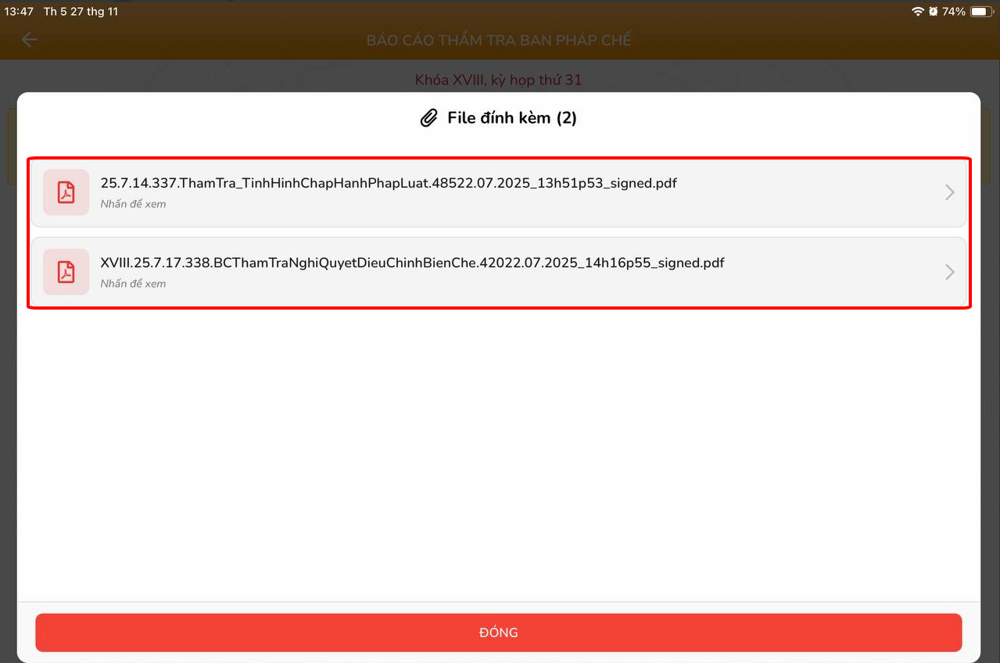 13:47 Th 5 27 thg 11
74%
BÁO CÁO THẨM TRA BAN PHÁP CHẾ
Khóa XVIII, kỳ họp thứ 31
File đính kèm (2)
25.7.14.337.ThamTra_TinhHinhChapHanhPhapLuat.48522.07.2025_13h51p53_signed.pdf
Nhấn để xem
XVIII.25.7.17.338.BCThamTraNghiQuyetDieuChinhBienChe.42022.07.2025_14h16p55_signed.pdf
Nhấn để xem
ĐÓNG